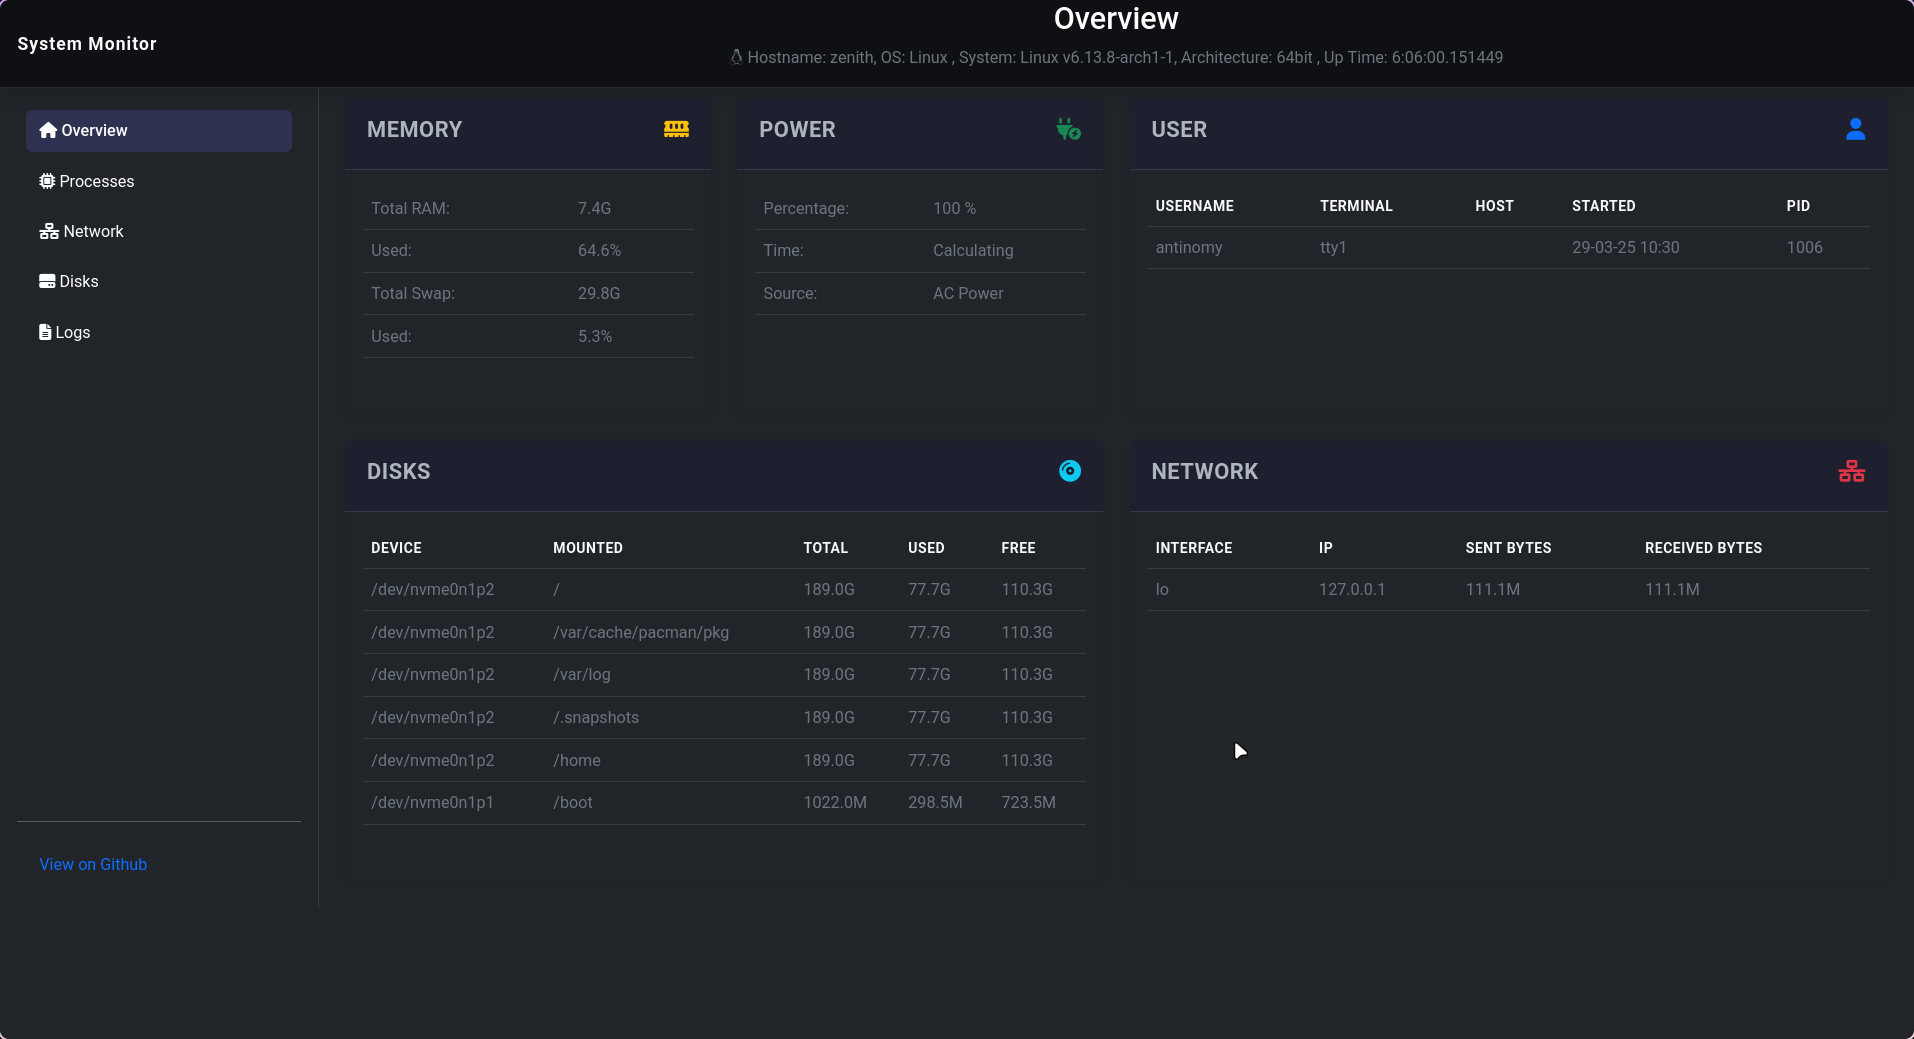 System Monitor
Overview
Hostname: zenith, OS: Linux , System: Linux v6.13.8-arch1-1, Architecture: 64bit , Up Time: 6:06:00.151449
Overview
Processes
Network
Disks
Logs
View on Github
MEMORY
Total RAM: 7.4G
Used: 64.6%
Total Swap: 29.8G
Used: 5.3%
POWER
Percentage: 100 %
Time: Calculating
Source: AC Power
USER
USERNAME TERMINAL HOST STARTED PID
antinomy tty1 29-03-25 10:30 1006
DISKS
DEVICE MOUNTED TOTAL USED FREE
/dev/nvme0n1p2 / 189.0G 77.7G 110.3G
/dev/nvme0n1p2 /var/cache/pacman/pkg 189.0G 77.7G 110.3G
/dev/nvme0n1p2 /var/log 189.0G 77.7G 110.3G
/dev/nvme0n1p2 /.snapshots 189.0G 77.7G 110.3G
/dev/nvme0n1p2 /home 189.0G 77.7G 110.3G
/dev/nvme0n1p1 /boot 1022.0M 298.5M 723.5M
NETWORK
INTERFACE IP SENT BYTES RECEIVED BYTES
lo 127.0.0.1 111.1M 111.1M